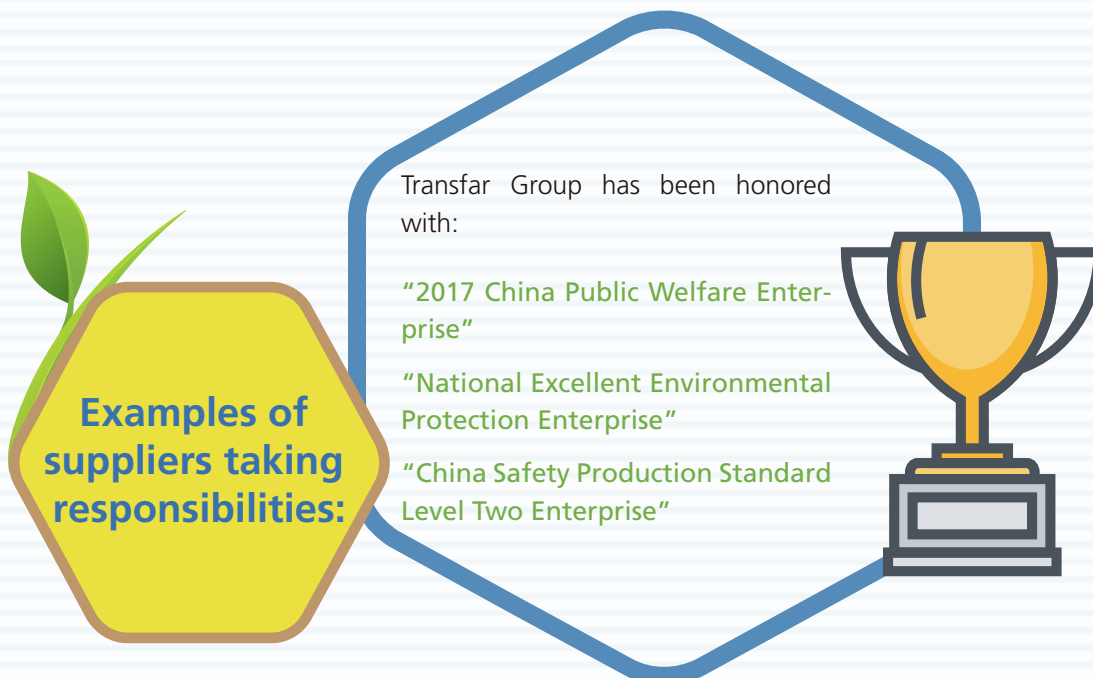 Examples of
suppliers taking
responsibilities:
Transfar Group has been honored
with:
“2017 China Public Welfare Enter-
prise”
“National Excellent Environmental
Protection Enterprise”
“China Safety Production Standard
Level Two Enterprise”